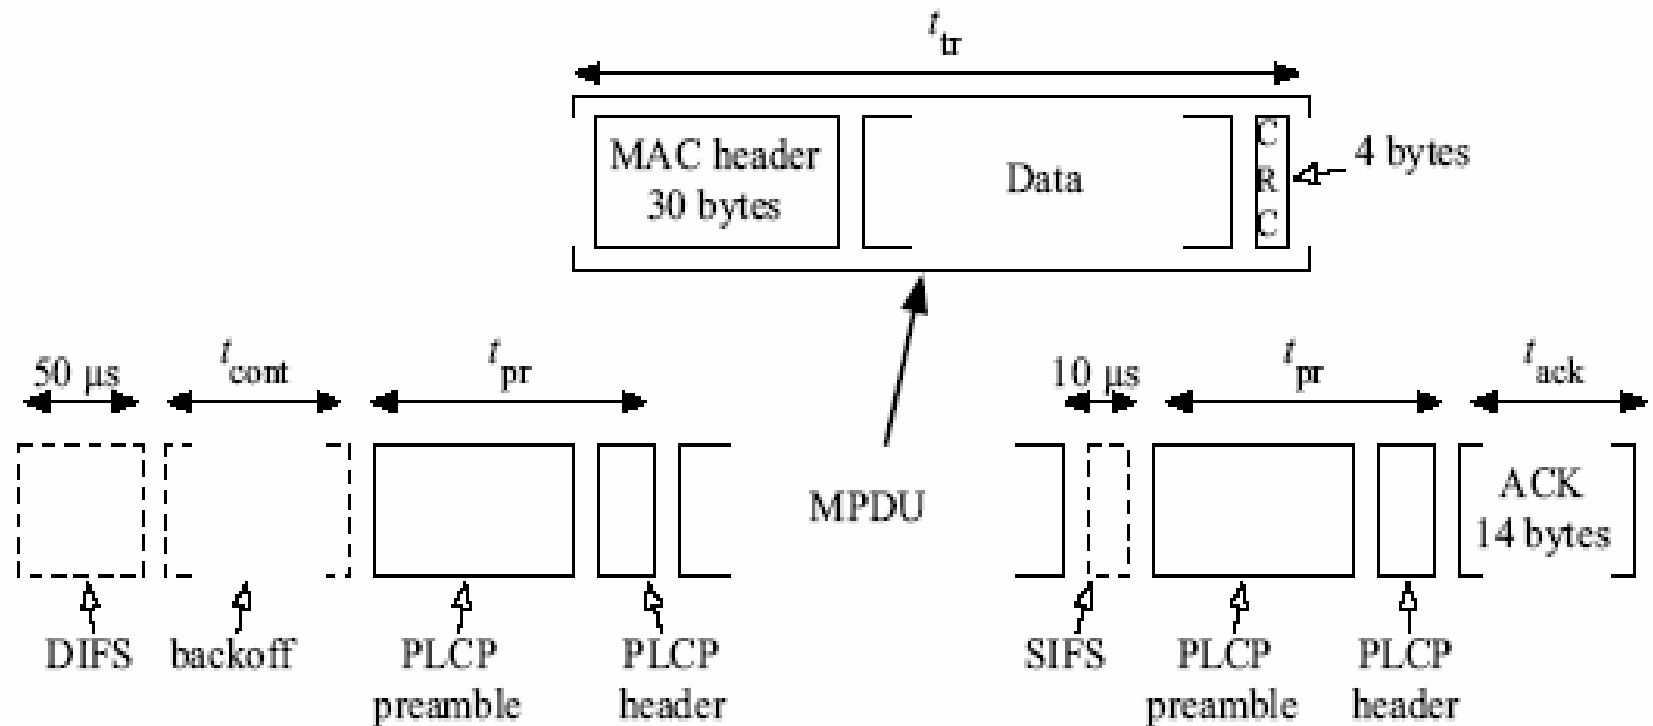 t_tr
MAC header
30 bytes
Data
C
R
C
4 bytes
50 µs
t_cont
t_pr
10 µs
t_pr
t_ack
MPDU
ACK
14 bytes
DIFS
backoff
PLCP
preamble
PLCP
header
SIFS
PLCP
preamble
PLCP
header